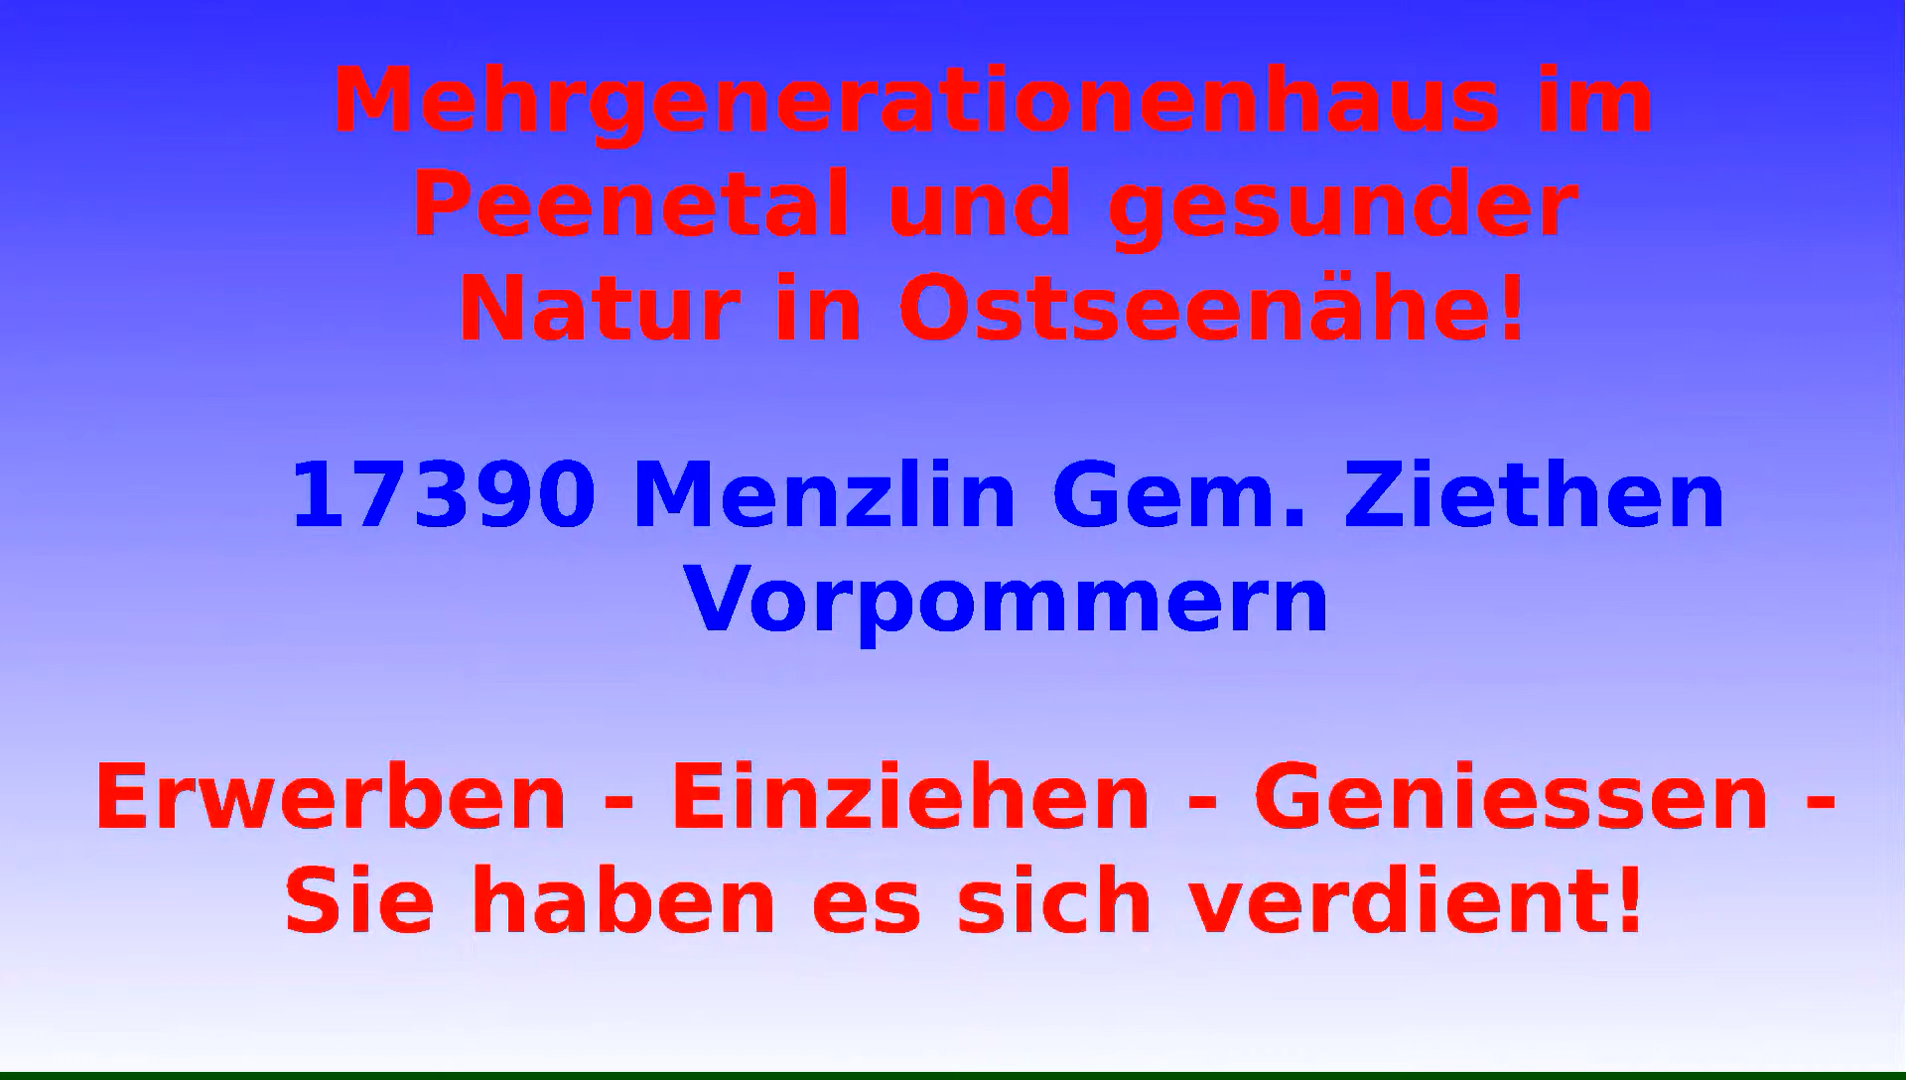 Mehrgenerationenhaus im
Peenetal und gesunder
Natur in Ostseenähe!
17390 Menzlin Gem. Ziethen
Vorpommern
Erwerben - Einziehen - Geniessen -
Sie haben es sich verdient!